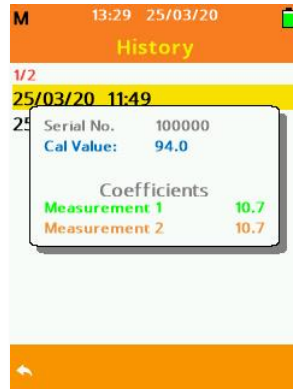 M 13:29 25/03/20
History
1/2
25/03/20 11:49
25
Serial No. 100000
Cal Value: 94.0
Coefficients
Measurement 1 10.7
Measurement 2 10.7